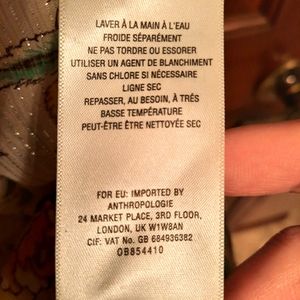 LAVER À LA MAIN À L'EAU
FROIDE SÉPARÉMENT
NE PAS TORDRE OU ESSORER
UTILISER UN AGENT DE BLANCHIMENT
SANS CHLORE SI NÉCESSAIRE
LIGNE SEC
REPASSER, AU BESOIN, À TRÈS
BASSE TEMPÉRATURE
PEUT-ÊTRE ÊTRE NETTOYÉE SEC
FOR EU: IMPORTED BY
ANTHROPOLOGIE
24 MARKET PLACE, 3RD FLOOR,
LONDON, UK W1W8AN
CIF: VAT No. GB 684936382
OB854410